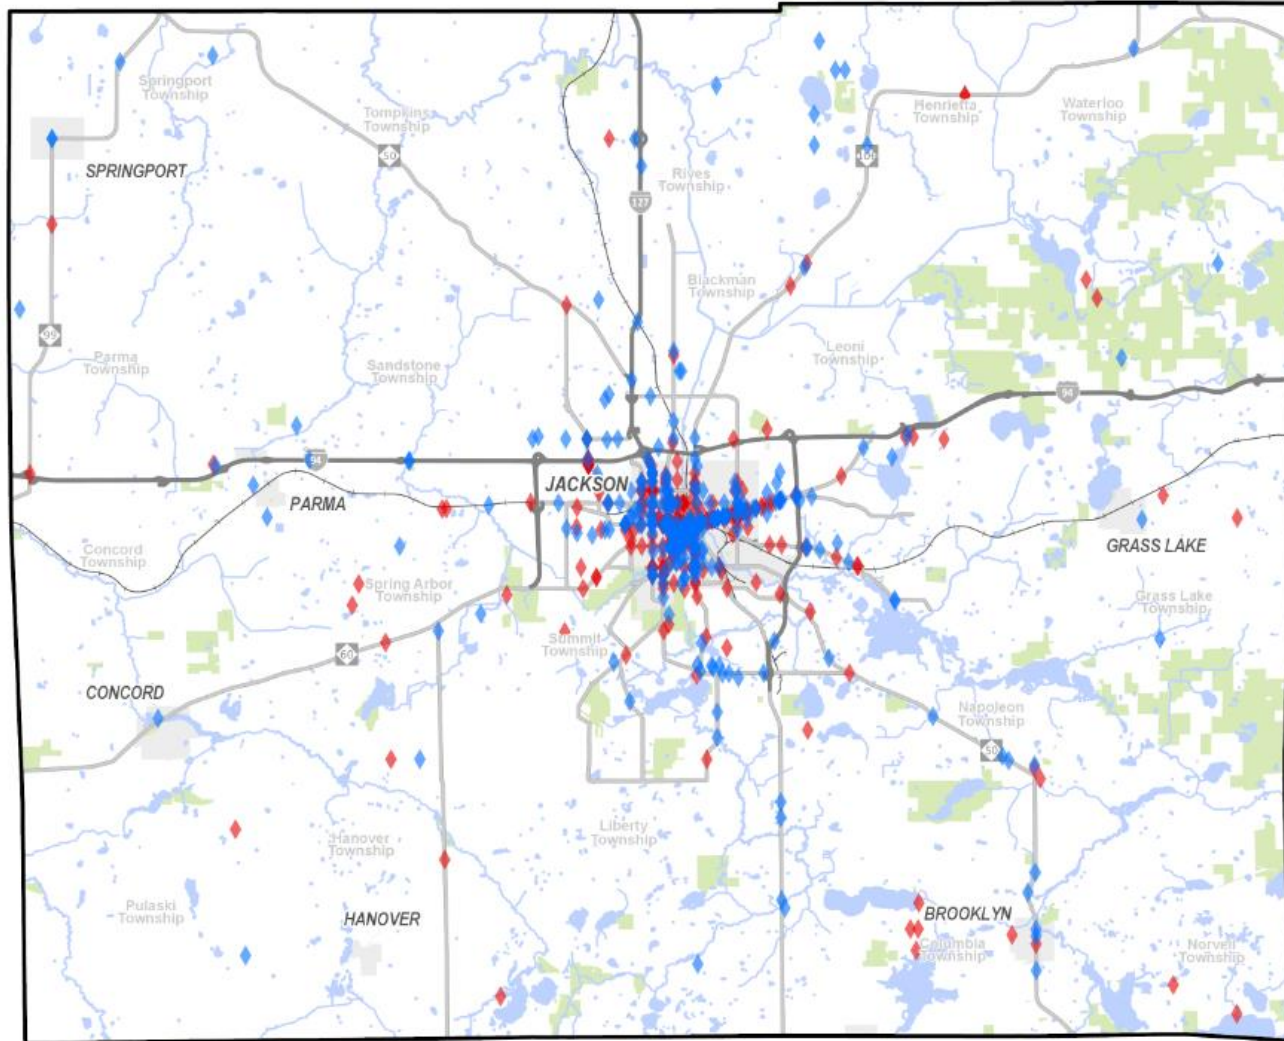 Springport
Township
Tompkins
Township
Henrietta
Township
Waterloo
Township
50
106
SPRINGPORT
Rives
Township
127
Blackman
Township
99
Parma
Township
Sandstone
Township
Leoni
Township
94
94
JACKSON
PARMA
GRASS LAKE
Concord
Township
Spring Arbor
Township
Grass Lake
Township
Summit
Township
60
CONCORD
Napoleon
Township
50
Liberty
Township
Hanover
Township
Pulaski
Township
HANOVER
BROOKLYN
Columbia
Township
Norvell
Township